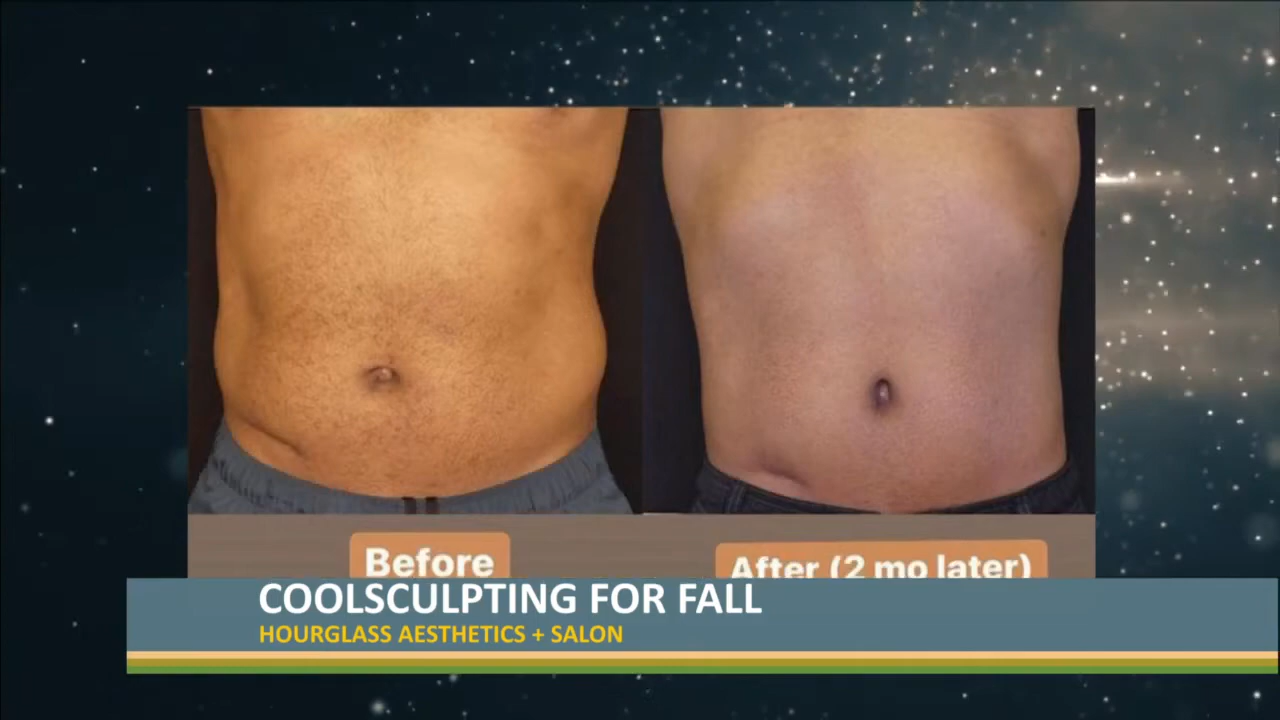 Before
After (2 mo later)
COOLSCULPTING FOR FALL
HOURGLASS AESTHETICS + SALON